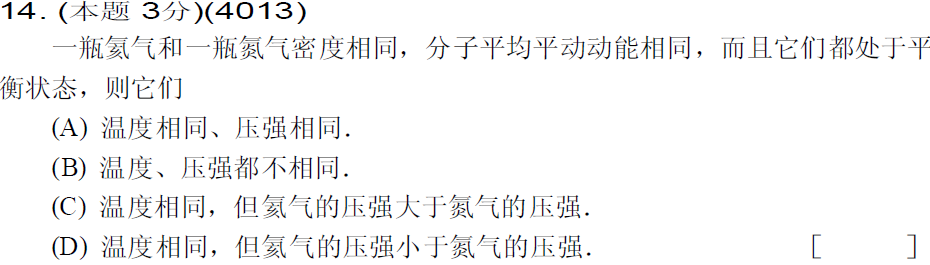 14. (本题 3分)(4013)
一瓶氦气和一瓶氮气密度相同，分子平均平动动能相同，而且它们都处于平
衡状态，则它们
(A) 温度相同、压强相同.
(B) 温度、压强都不相同.
(C) 温度相同，但氦气的压强大于氮气的压强.
(D) 温度相同，但氦气的压强小于氮气的压强. [ ]